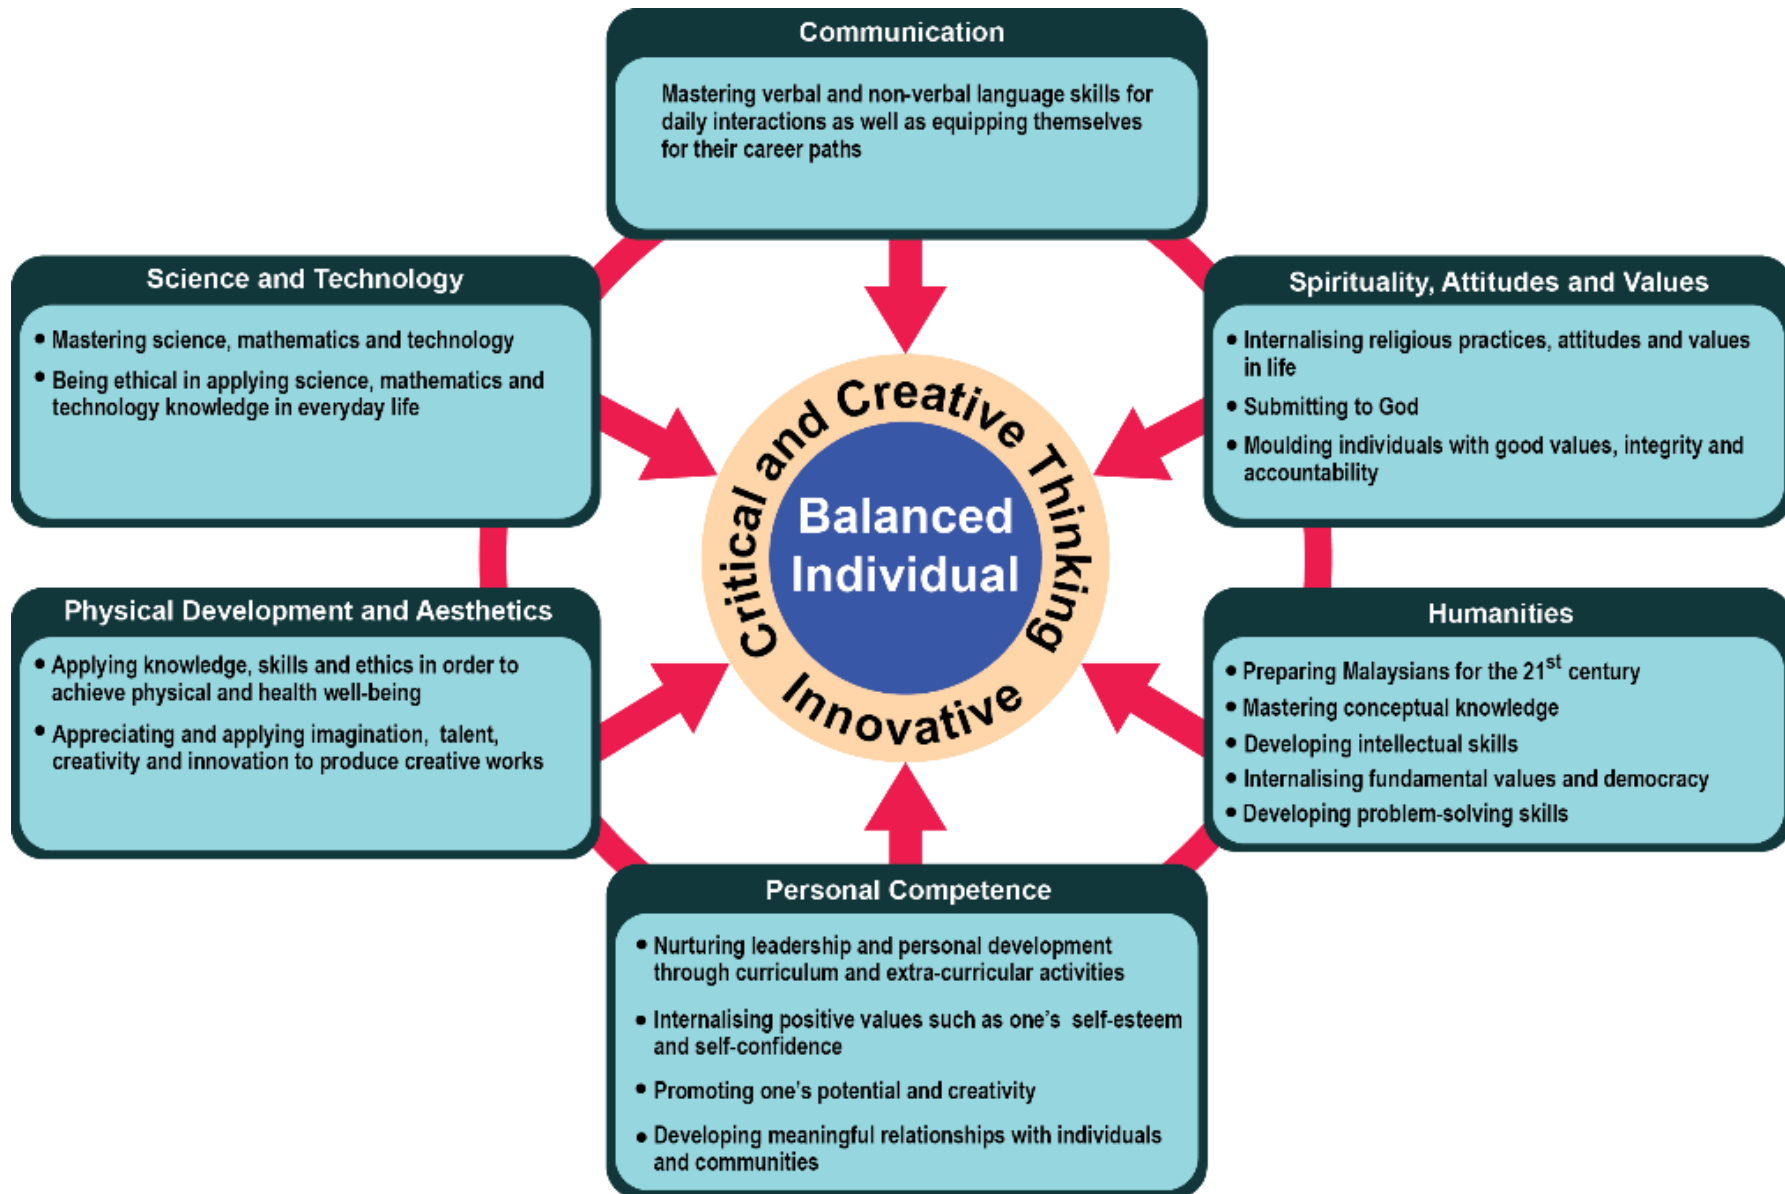 Communication
Mastering verbal and non-verbal language skills for
daily interactions as well as equipping themselves
for their career paths
Science and Technology
• Mastering science, mathematics and technology
• Being ethical in applying science, mathematics and
technology knowledge in everyday life
Spirituality, Attitudes and Values
• Internalising religious practices, attitudes and values
in life
• Submitting to God
• Moulding individuals with good values, integrity and
accountability
Critical and Creative Thinking
Balanced
Individual
Innovative
Physical Development and Aesthetics
• Applying knowledge, skills and ethics in order to
achieve physical and health well-being
• Appreciating and applying imagination, talent,
creativity and innovation to produce creative works
Humanities
• Preparing Malaysians for the 21st century
• Mastering conceptual knowledge
• Developing intellectual skills
• Internalising fundamental values and democracy
• Developing problem-solving skills
Personal Competence
• Nurturing leadership and personal development
through curriculum and extra-curricular activities
• Internalising positive values such as one's self-esteem
and self-confidence
• Promoting one's potential and creativity
• Developing meaningful relationships with individuals
and communities